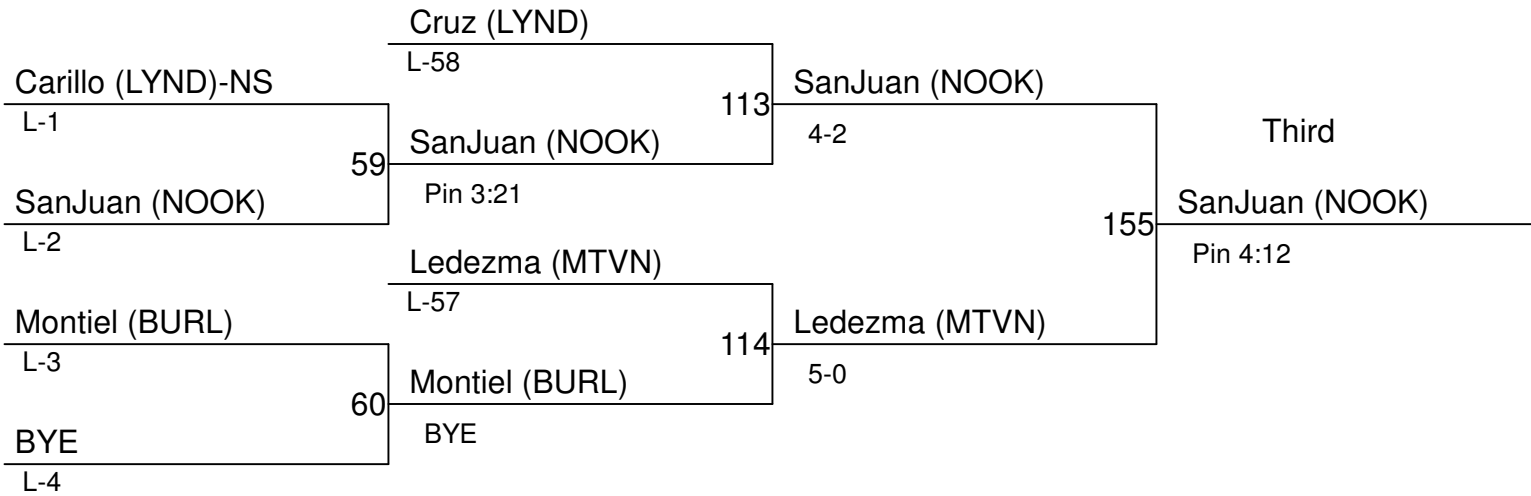 Cruz (LYND)
L-58
Carillo (LYND)-NS
L-1
113
SanJuan (NOOK)
4-2
Third
59
SanJuan (NOOK)
Pin 3:21
SanJuan (NOOK)
L-2
155
SanJuan (NOOK)
Pin 4:12
Ledezma (MTVN)
L-57
Montiel (BURL)
L-3
114
Ledezma (MTVN)
5-0
60
Montiel (BURL)
BYE
BYE
L-4